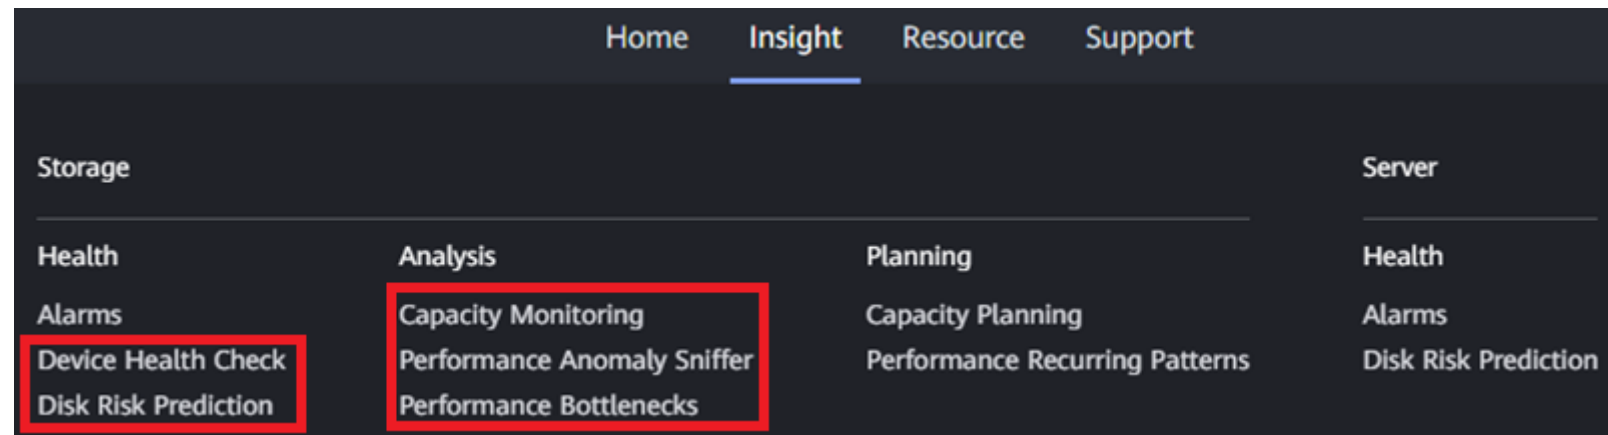 Home Insight Resource Support
Storage Server
Health Analysis Planning Health
Alarms Capacity Monitoring Capacity Planning Alarms
Device Health Check Performance Anomaly Sniffer Performance Recurring Patterns Disk Risk Prediction
Disk Risk Prediction Performance Bottlenecks